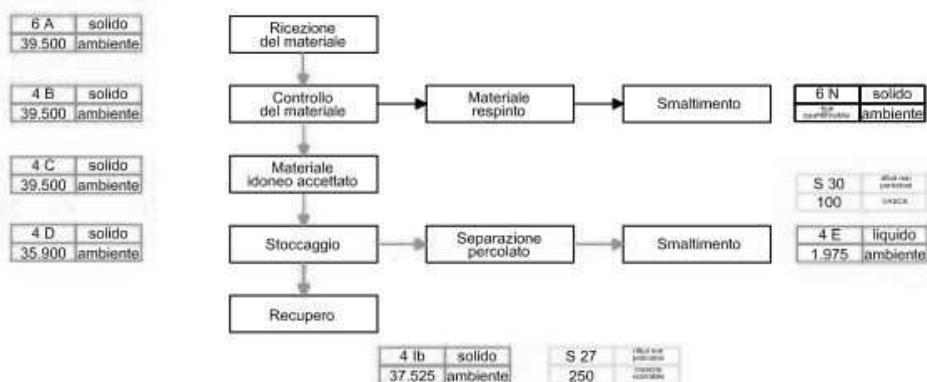 6 A solido
39.500 ambiente
Ricezione
del materiale
4 B solido
39.500 ambiente
Controllo
del materiale
Materiale
respinto
Smaltimento
6 N solido
ambiente
4 C solido
39.500 ambiente
Materiale
idoneo accettato
S 30
100 VASCA
4 D solido
35.900 ambiente
Stoccaggio
Separazione
percolato
Smaltimento
4 E liquido
1.975 ambiente
Recupero
4 Ib solido
37.525 ambiente
S 27
250